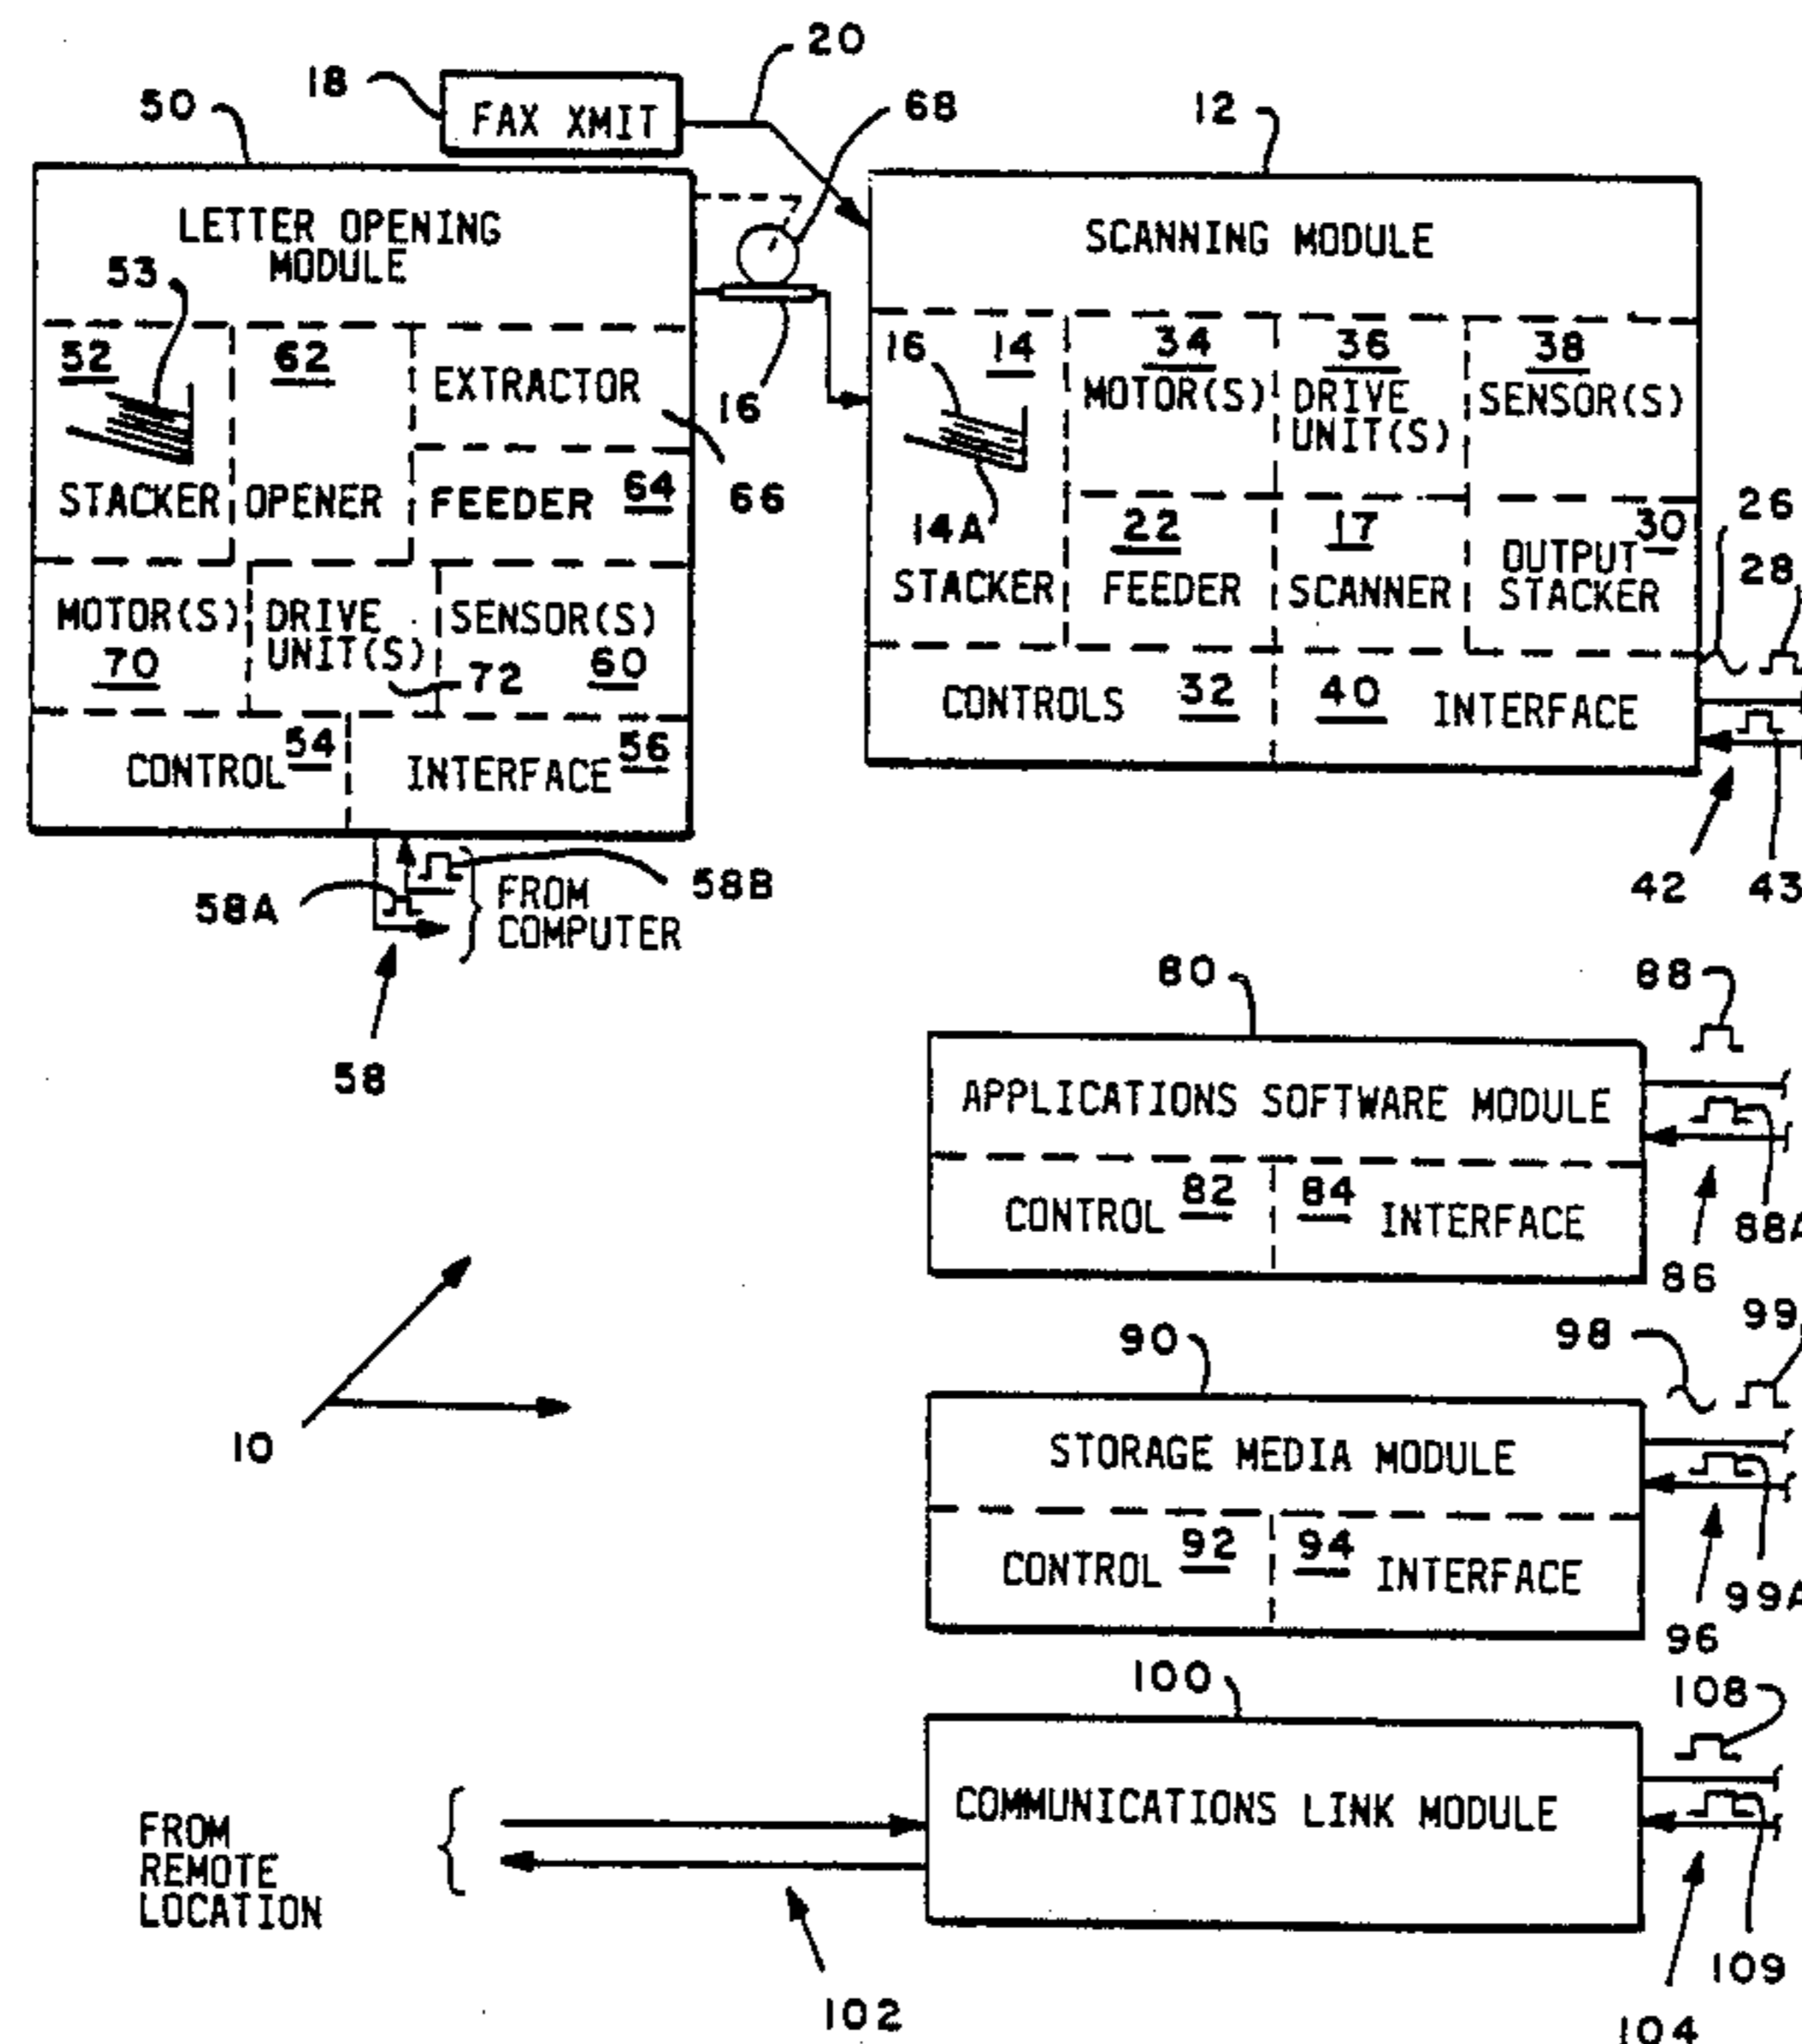 20
18
FAX XMIT
50
68
12
LETTER OPENING
MODULE
SCANNING MODULE
53
52
62
EXTRACTOR
16
16
14
34
MOTOR(S)
36
DRIVE
UNIT(S)
38
SENSOR(S)
STACKER
OPENER
FEEDER 64
66
14A
STACKER
22
FEEDER
17
SCANNER
OUTPUT 30
STACKER
26
28
MOTOR(S)
70
DRIVE
UNIT(S)
72
SENSOR(S)
60
CONTROLS 32
40 INTERFACE
CONTROL 54
INTERFACE 56
42
43
58A
58B
FROM
COMPUTER
58
80
88
APPLICATIONS SOFTWARE MODULE
CONTROL 82
84 INTERFACE
88A
86
10
90
98
99
STORAGE MEDIA MODULE
CONTROL 92
94 INTERFACE
99A
96
100
108
COMMUNICATIONS LINK MODULE
FROM
REMOTE
LOCATION
102
109
104